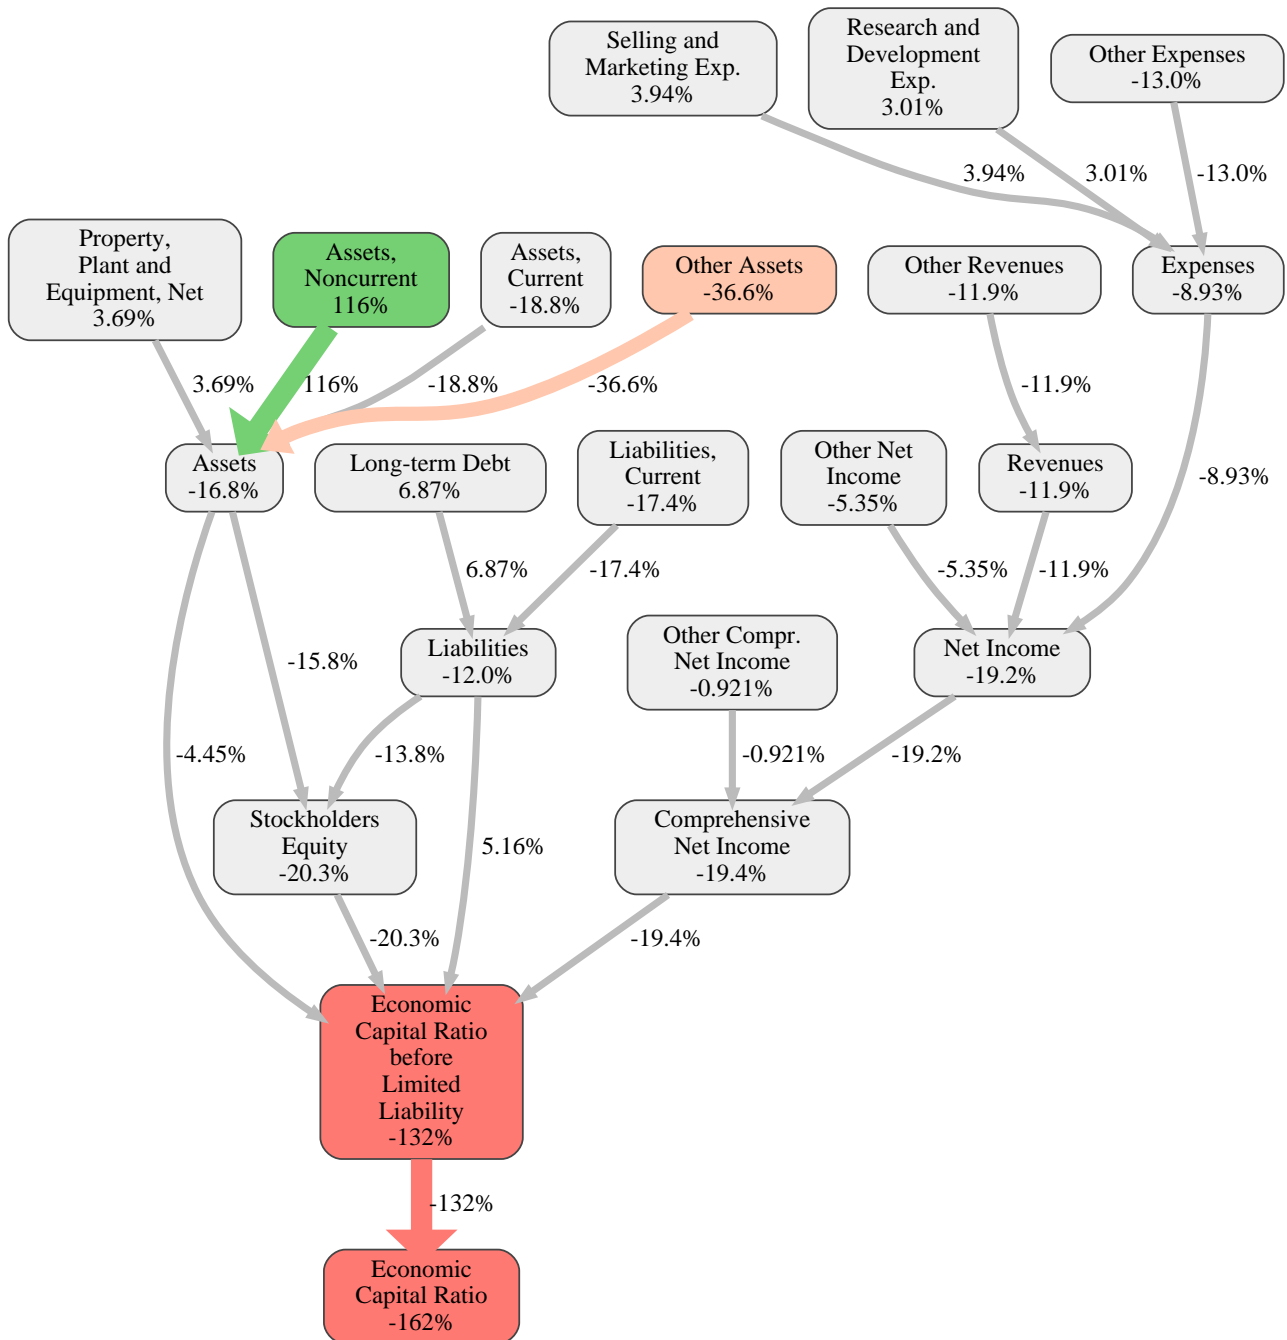 Selling and
Marketing Exp.
3.94%
Research and
Development
Exp.
3.01%
Other Expenses
-13.0%
3.94%
3.01%
-13.0%
Property,
Plant and
Equipment, Net
3.69%
Assets,
Noncurrent
116%
Assets,
Current
-18.8%
Other Assets
-36.6%
Other Revenues
-11.9%
Expenses
-8.93%
3.69%
116%
-18.8%
-36.6%
-11.9%
Assets
-16.8%
Long-term Debt
6.87%
Liabilities,
Current
-17.4%
Other Net
Income
-5.35%
Revenues
-11.9%
-8.93%
6.87%
-17.4%
-5.35%
-11.9%
Liabilities
-12.0%
Other Compr.
Net Income
-0.921%
Net Income
-19.2%
-15.8%
-4.45%
-13.8%
-0.921%
-19.2%
Stockholders
Equity
-20.3%
5.16%
Comprehensive
Net Income
-19.4%
-20.3%
-19.4%
Economic
Capital Ratio
before
Limited
Liability
-132%
-132%
Economic
Capital Ratio
-162%